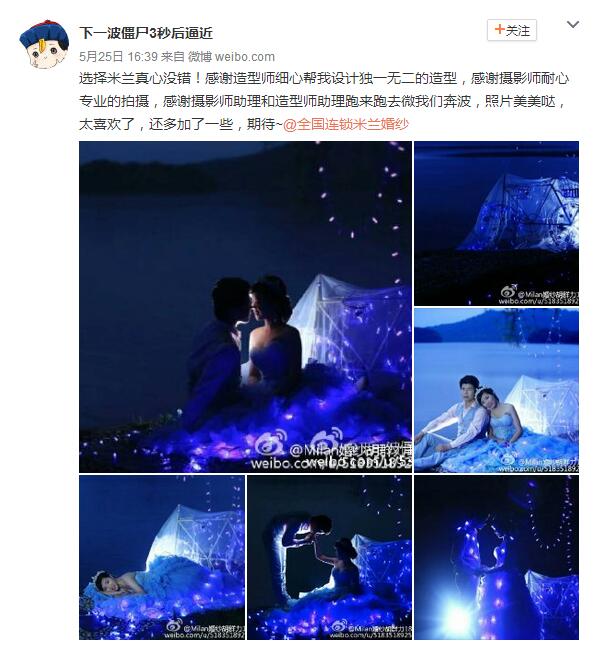 下一波僵尸3秒后逼近
+关注
5月25日 16:39 来自 微博 weibo.com
选择米兰真心没错！感谢造型师细心帮我设计独一无二的造型，感谢摄影师耐心
专业的拍摄，感谢摄影师助理和造型师助理跑来跑去微我们奔波，照片美美哒，
太喜欢了，还多加了一些，期待~@全国连锁米兰婚纱